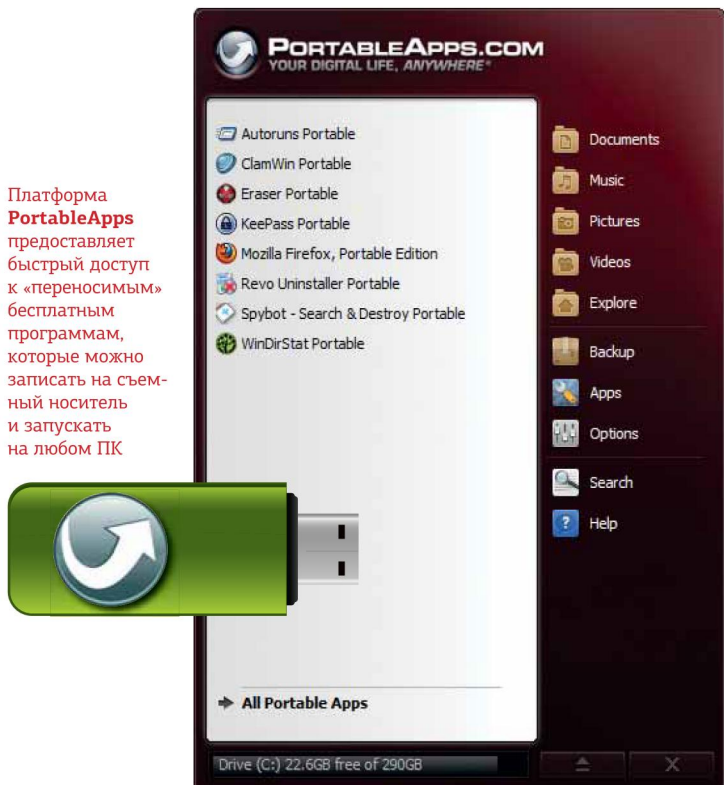 PORTABLEAPPS.COM
YOUR DIGITAL LIFE, ANYWHERE®
Платформа
PortableApps
предоставляет
быстрый доступ
к «переносимым»
бесплатным
программам,
которые можно
записать на съем-
ный носитель
и запускать
на любом ПК
Autoruns Portable
ClamWin Portable
Eraser Portable
KeePass Portable
Mozilla Firefox, Portable Edition
Revo Uninstaller Portable
Spybot - Search & Destroy Portable
WinDirStat Portable
All Portable Apps
Documents
Music
Pictures
Videos
Explore
Backup
Apps
Options
Search
Help
Drive (C:) 22.6GB free of 290GB